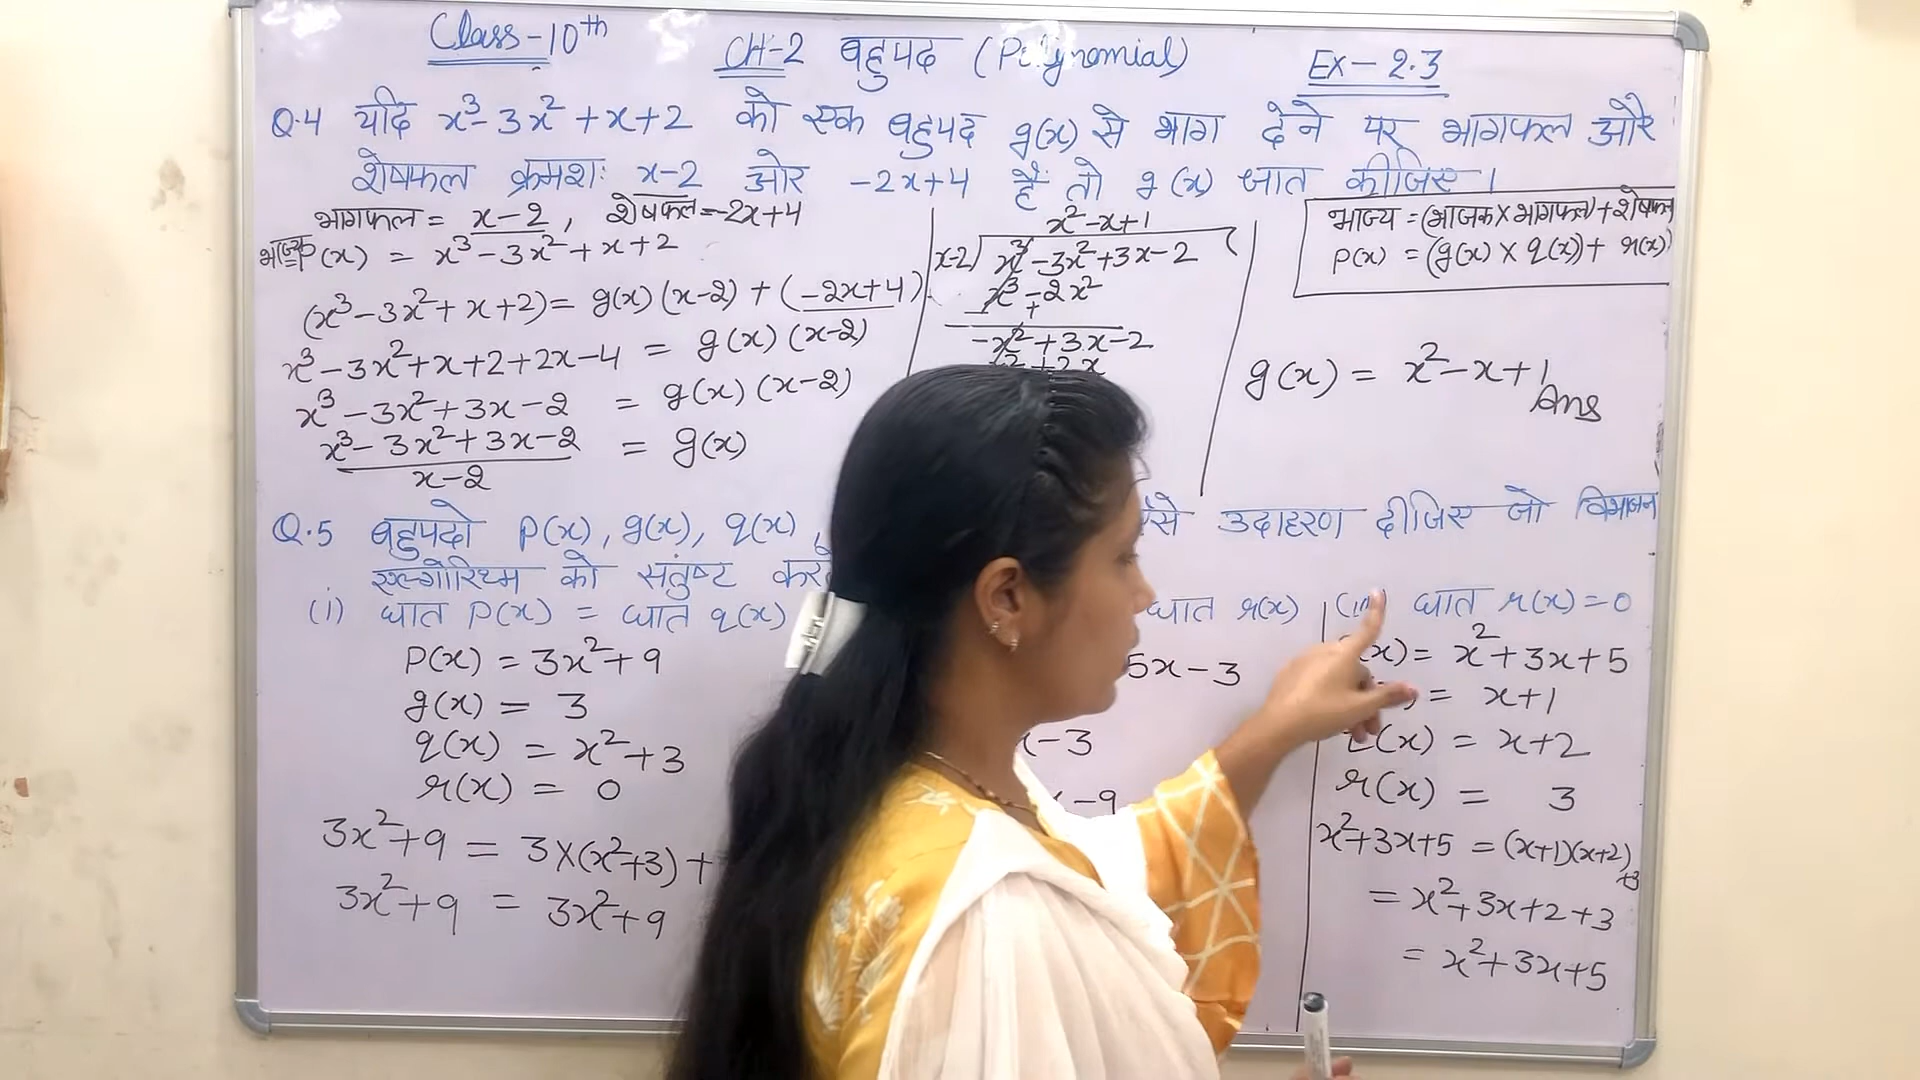 Class-10th
CH-2 बहुपद (Polynomial)
Ex-2.3
Q.4 यदि x³-3x²+x+2 को एक बहुपद g(x) से भाग देने पर भागफल और
शेषफल क्रमशः x-2 और -2x+4 हैं तो g(x) ज्ञात कीजिए।
भागफल = x-2, शेषफल=-2x+4
भाज्य P(x) = x³-3x²+x+2
(x³-3x²+x+2)= g(x)(x-2)+(-2x+4)
x³-3x²+x+2+2x-4 = g(x)(x-2)
x³-3x²+3x-2 = g(x)(x-2)
x³-3x²+3x-2 = g(x)
x-2
x²-x+1
x-2) x³-3x²+3x-2
x³-2x²
- +
-x²+3x-2
x²+2x
भाज्य=(भाजक×भागफल)+शेषफल
P(x) =(g(x)×q(x))+ r(x)
g(x) = x²-x+1
Ans
Q.5 बहुपदो P(x), g(x), q(x), ऐसे उदाहरण दीजिए जो विभाजन
एल्गोरिथ्म को संतुष्ट करते
(i) घात P(x) = घात q(x)
P(x) = 3x²+9
g(x) = 3
q(x) = x²+3
r(x) = 0
3x²+9 = 3×(x²+3)+
3x²+9 = 3x²+9
घात r(x)
5x-3
x-3
x-9
(iii) घात r(x)=0
(x)= x²+3x+5
= x+1
q(x) = x+2
r(x) = 3
x²+3x+5 =(x+1)(x+2)
+3
= x²+3x+2+3
= x²+3x+5